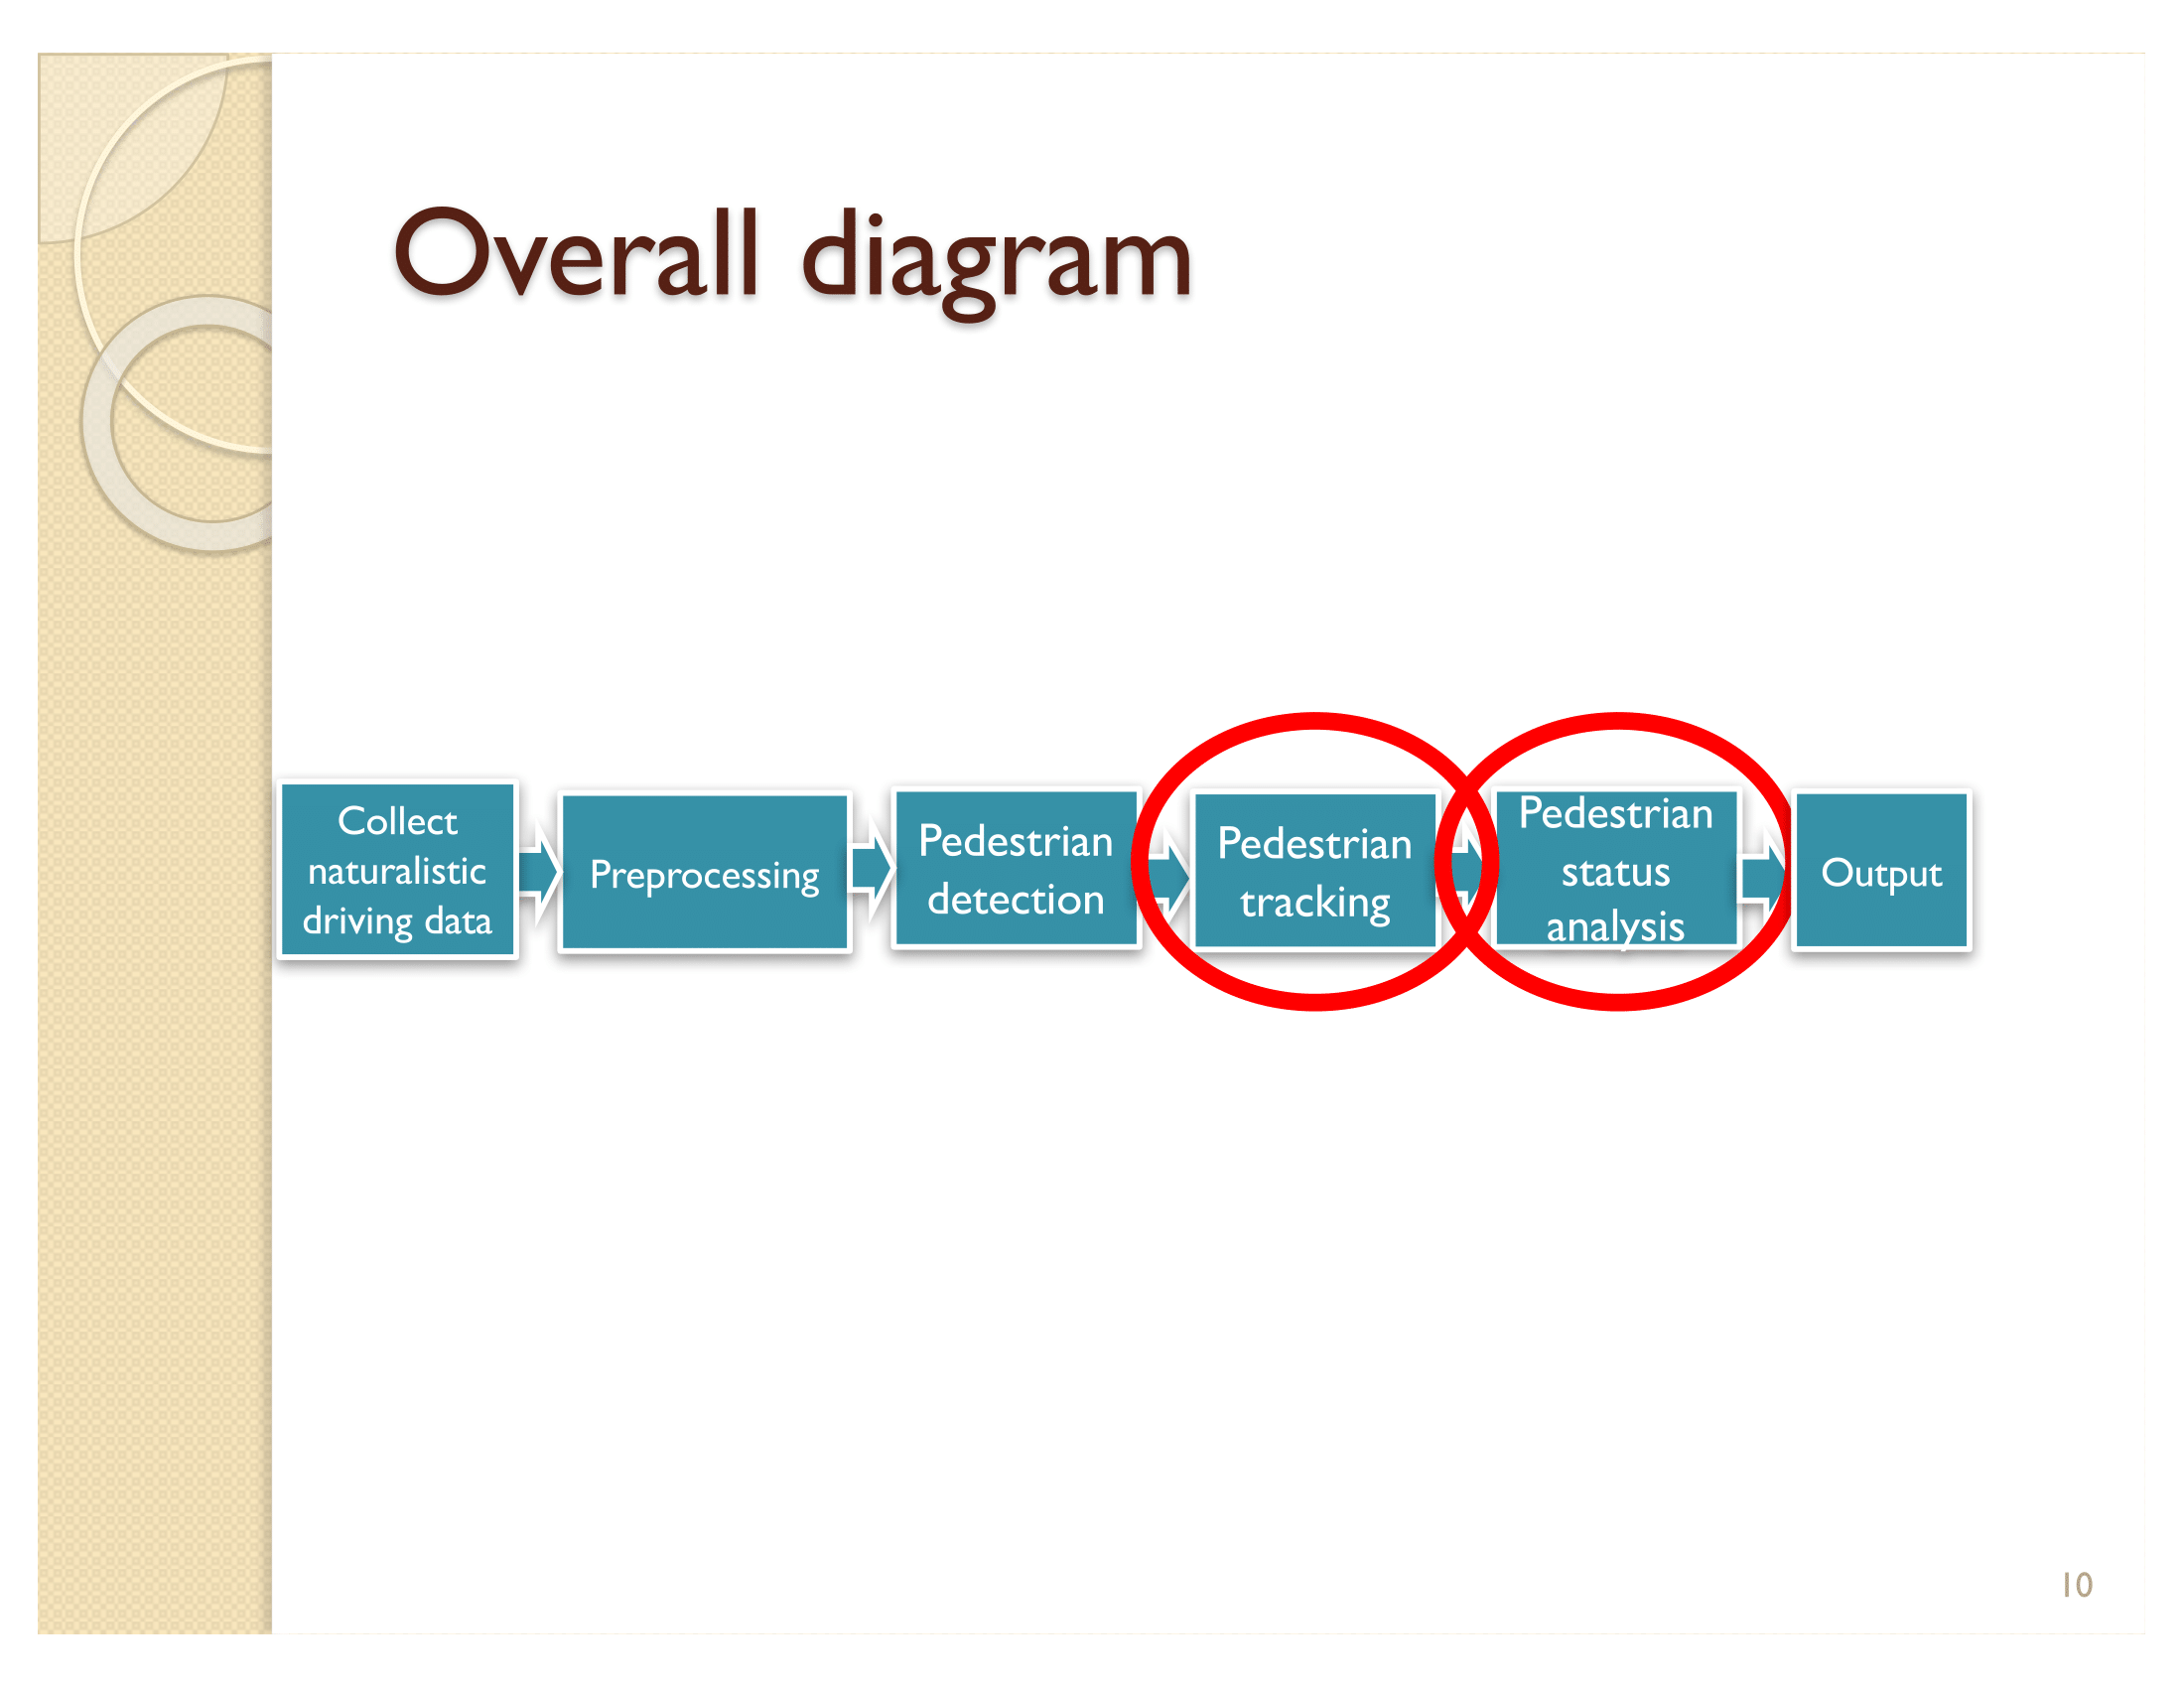 Overall diagram
Collect
naturalistic
driving data
Preprocessing
Pedestrian
detection
Pedestrian
tracking
Pedestrian
status
analysis
Output
10